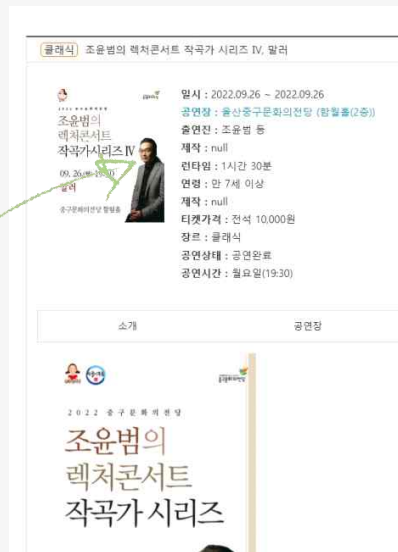 클래식 조윤범의 렉처콘서트 작곡가 시리즈 IV, 말러
조윤범의
렉처콘서트
작곡가시리즈 IV
09. 26.
말러
중구문화의전당 함월홀
일시 : 2022.09.26 ~ 2022.09.26
공연장 : 울산중구문화의전당 (함월홀(2층))
출연진 : 조윤범 등
제작 : null
런타임 : 1시간 30분
연령 : 만 7세 이상
제작 : null
티켓가격 : 전석 10,000원
장르 : 클래식
공연상태 : 공연완료
공연시간 : 월요일(19:30)
소개 공연장
2022 중구문화의전당
조윤범의
렉처콘서트
작곡가 시리즈